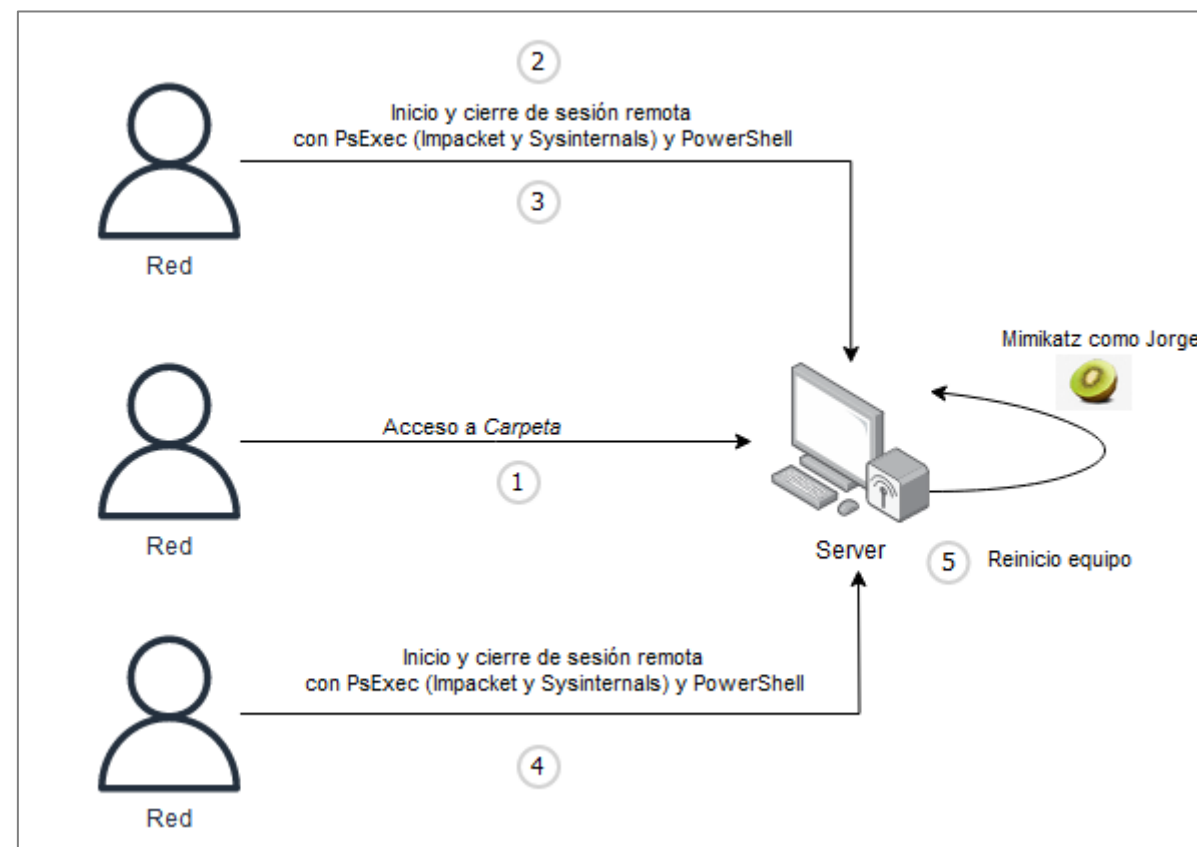 2
Inicio y cierre de sesión remota
con PsExec (Impacket y Sysinternals) y PowerShell
3
Red
Mimikatz como Jorge
Acceso a Carpeta
1
Red
Server
5
Reinicio equipo
Inicio y cierre de sesión remota
con PsExec (Impacket y Sysinternals) y PowerShell
4
Red